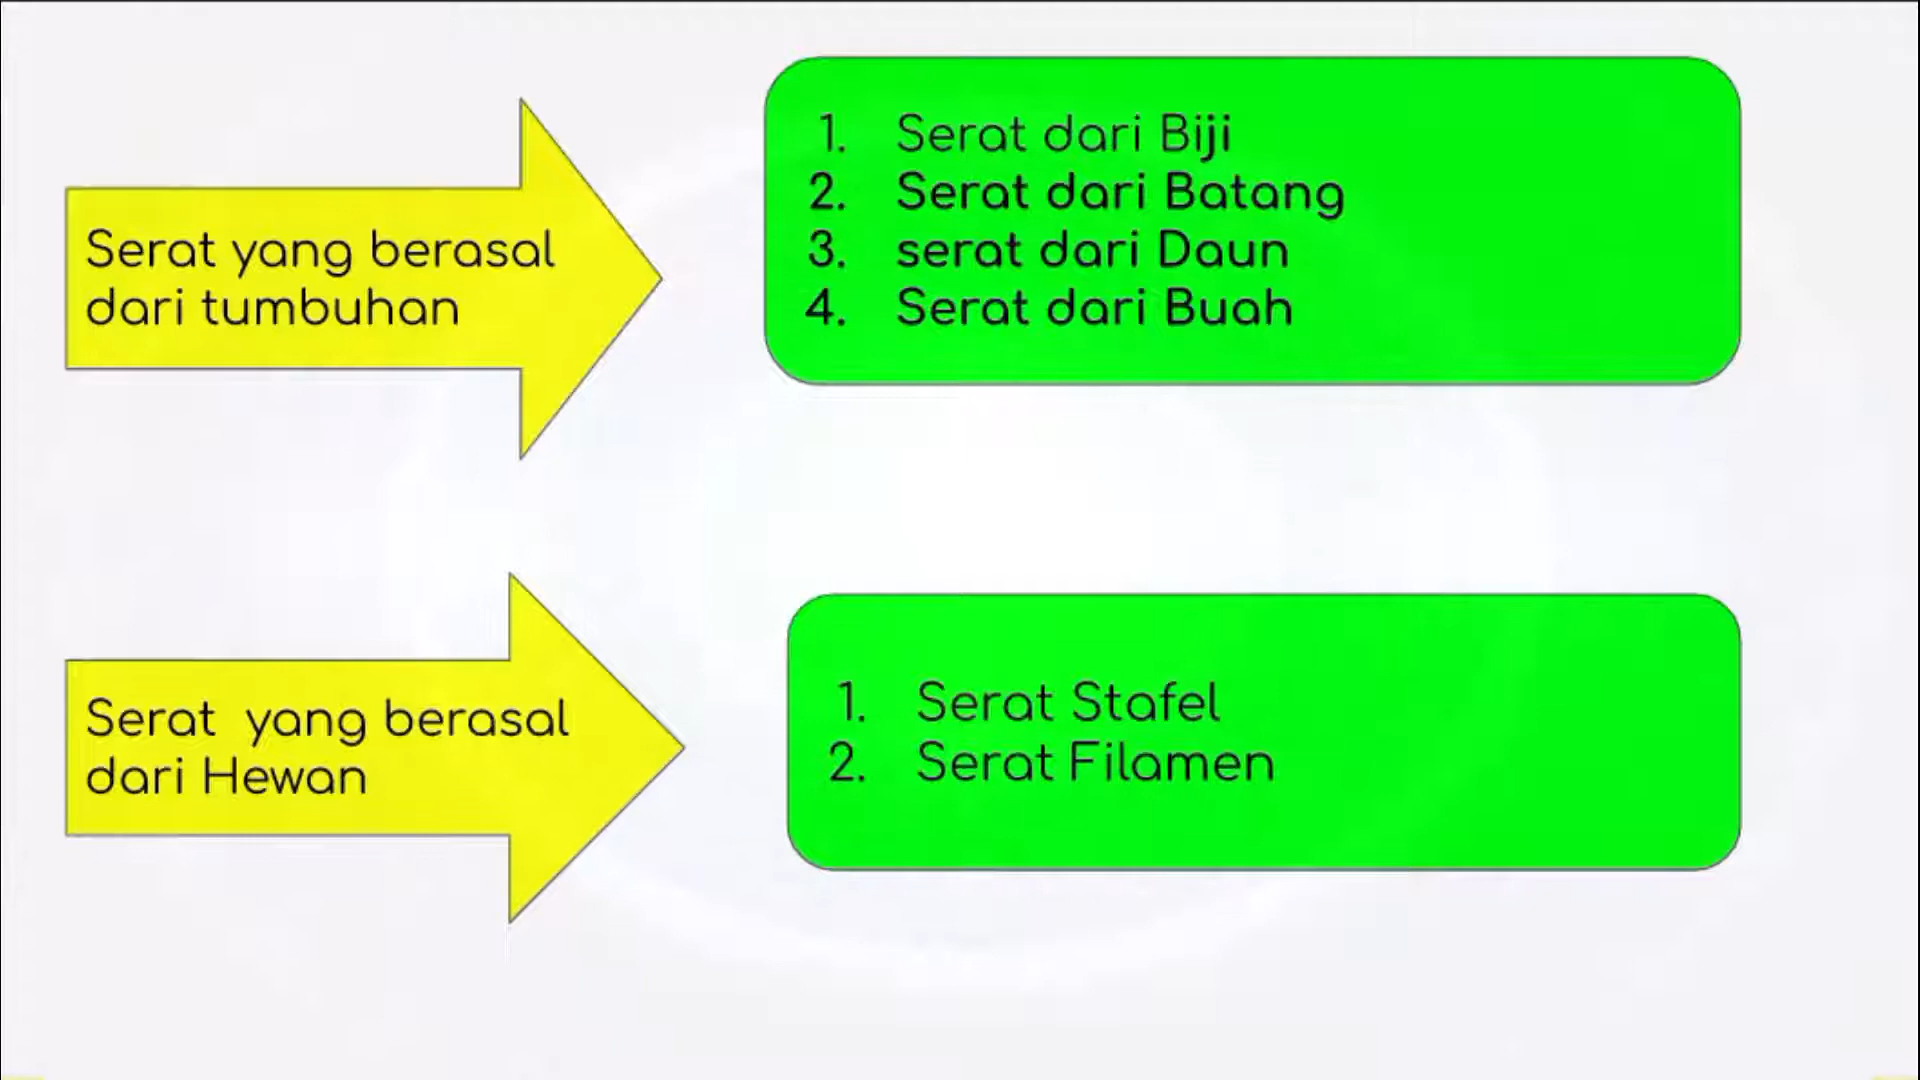 Serat yang berasal
dari tumbuhan
1. Serat dari Biji
2. Serat dari Batang
3. serat dari Daun
4. Serat dari Buah
Serat yang berasal
dari Hewan
1. Serat Stafel
2. Serat Filamen